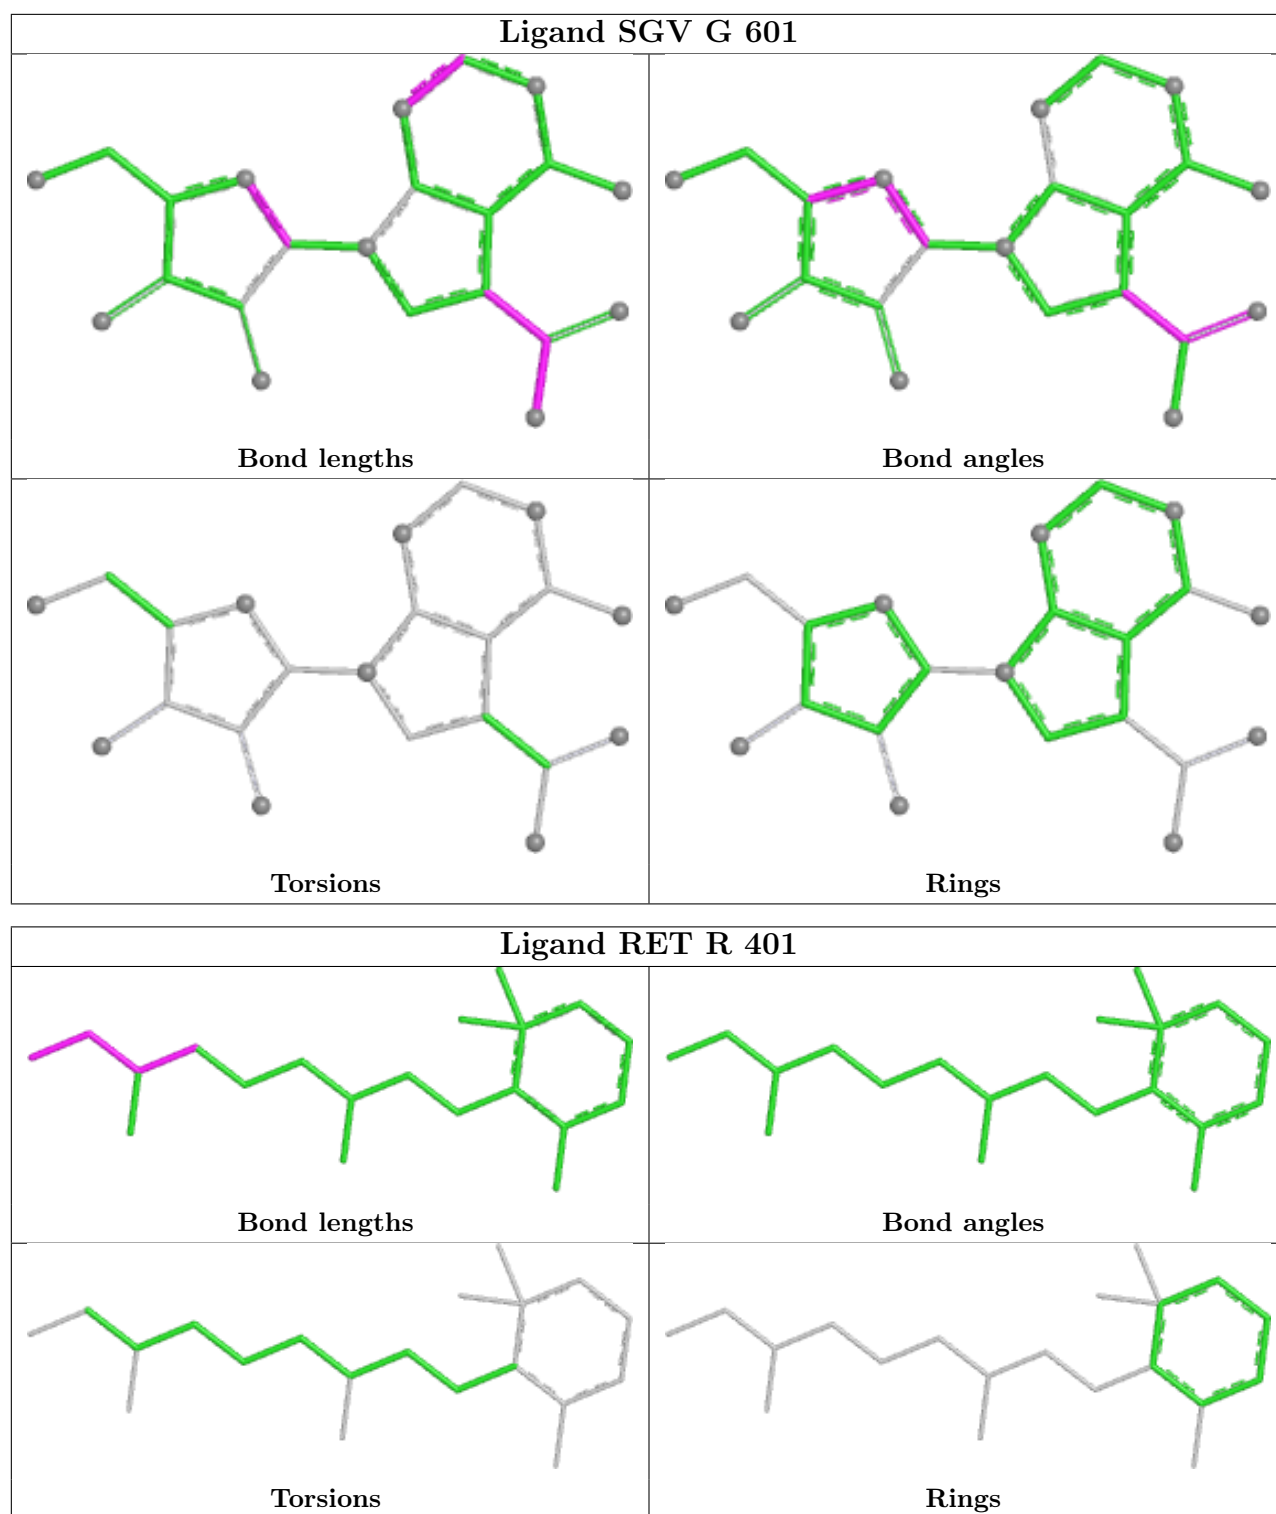 Ligand SGV G 601
Bond lengths
Bond angles
Torsions
Rings
Ligand RET R 401
Bond lengths
Bond angles
Torsions
Rings